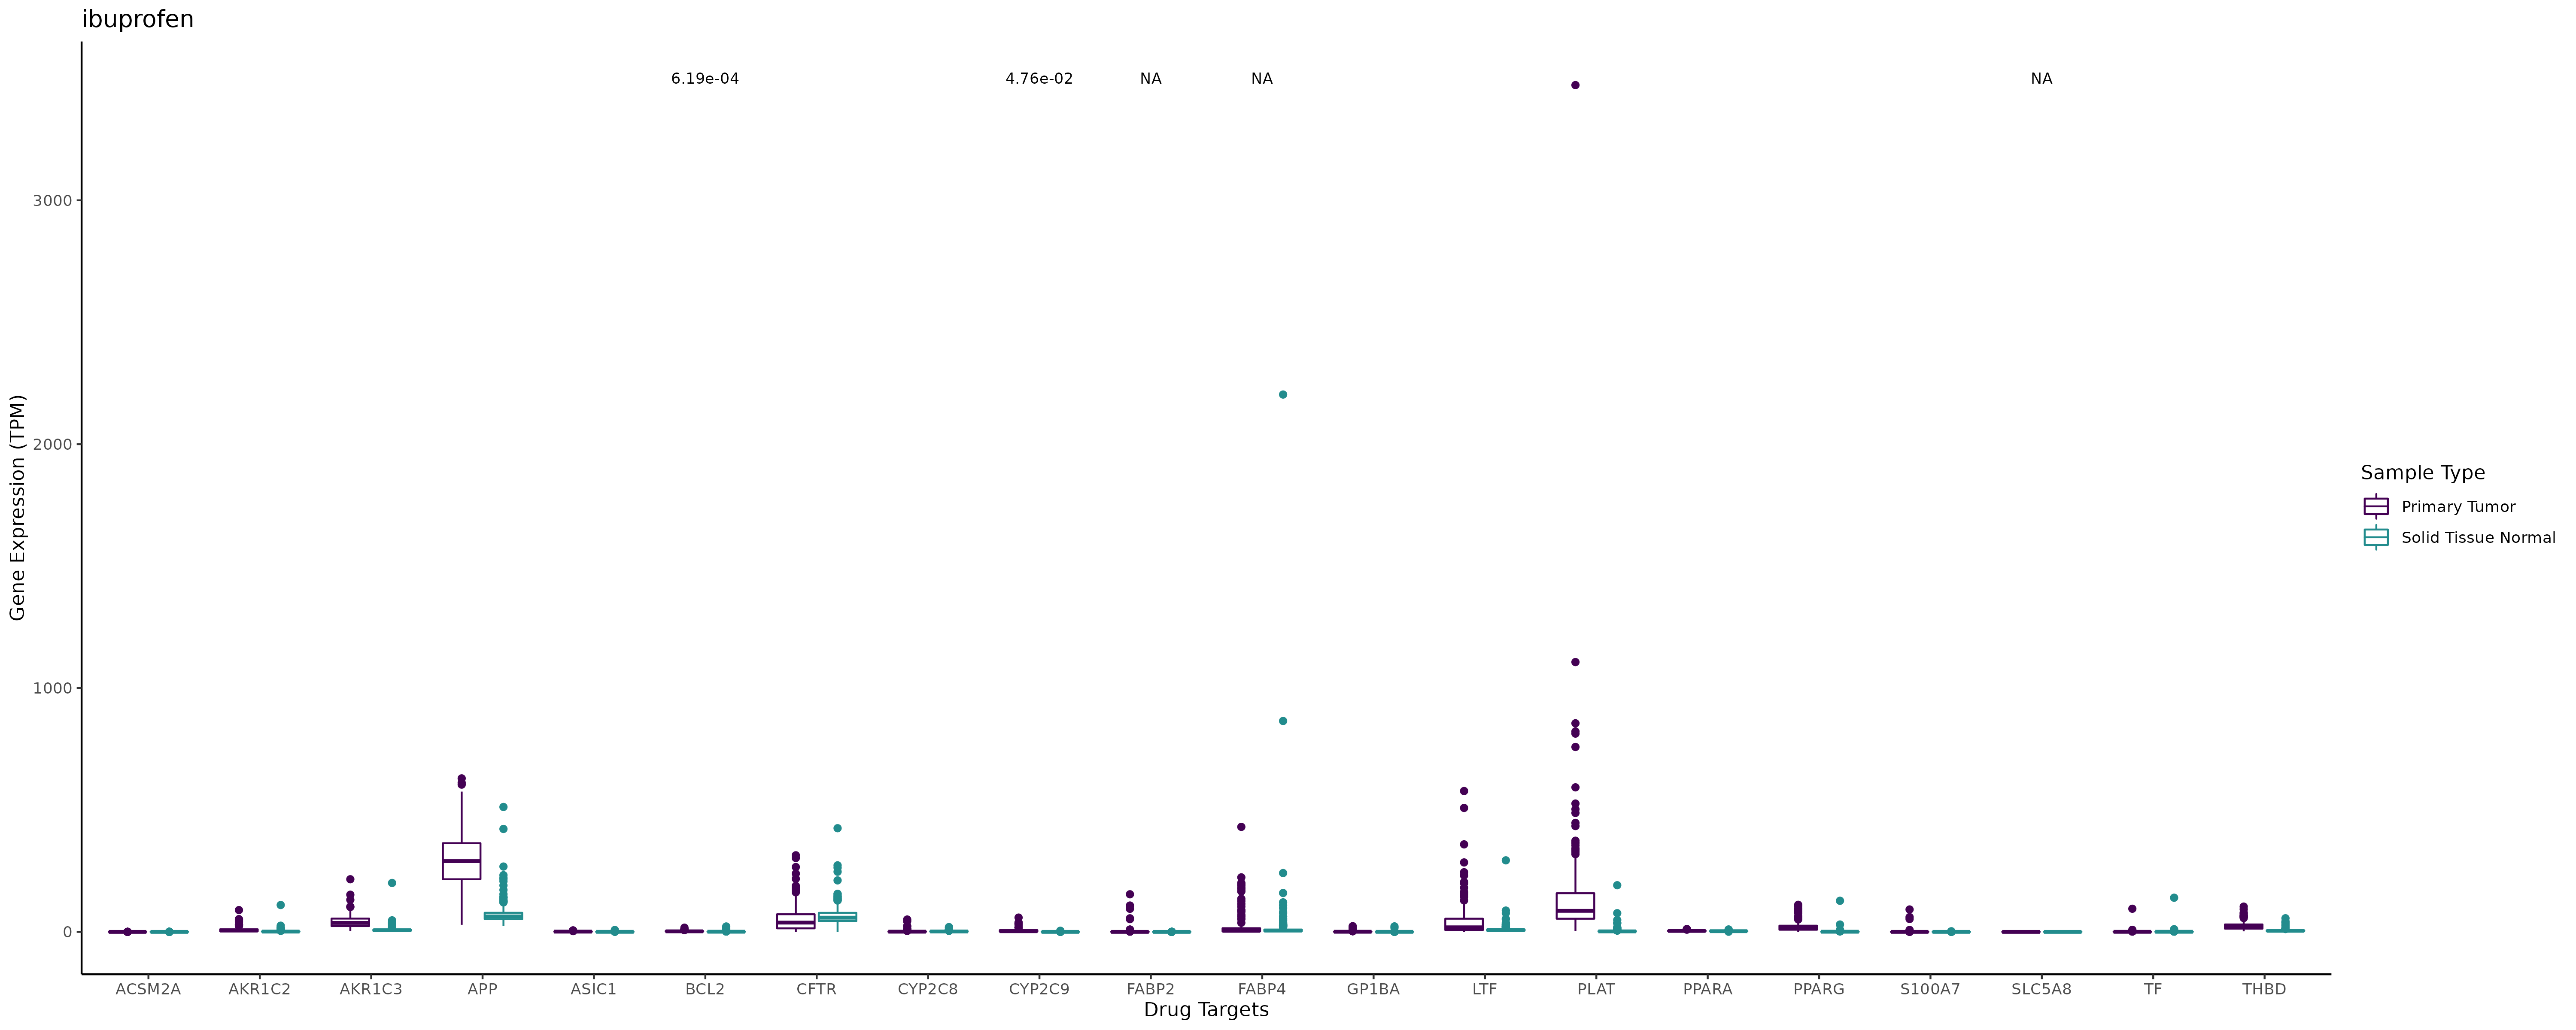 ibuprofen
6.19e-04 4.76e-02 NA NA NA
3000
2000
1000
0
Gene Expression (TPM)
ACSM2A AKR1C2 AKR1C3 APP ASIC1 BCL2 CFTR CYP2C8 CYP2C9 FABP2 FABP4 GP1BA LTF PLAT PPARA PPARG S100A7 SLC5A8 TF THBD
Drug Targets
Sample Type
Primary Tumor
Solid Tissue Normal